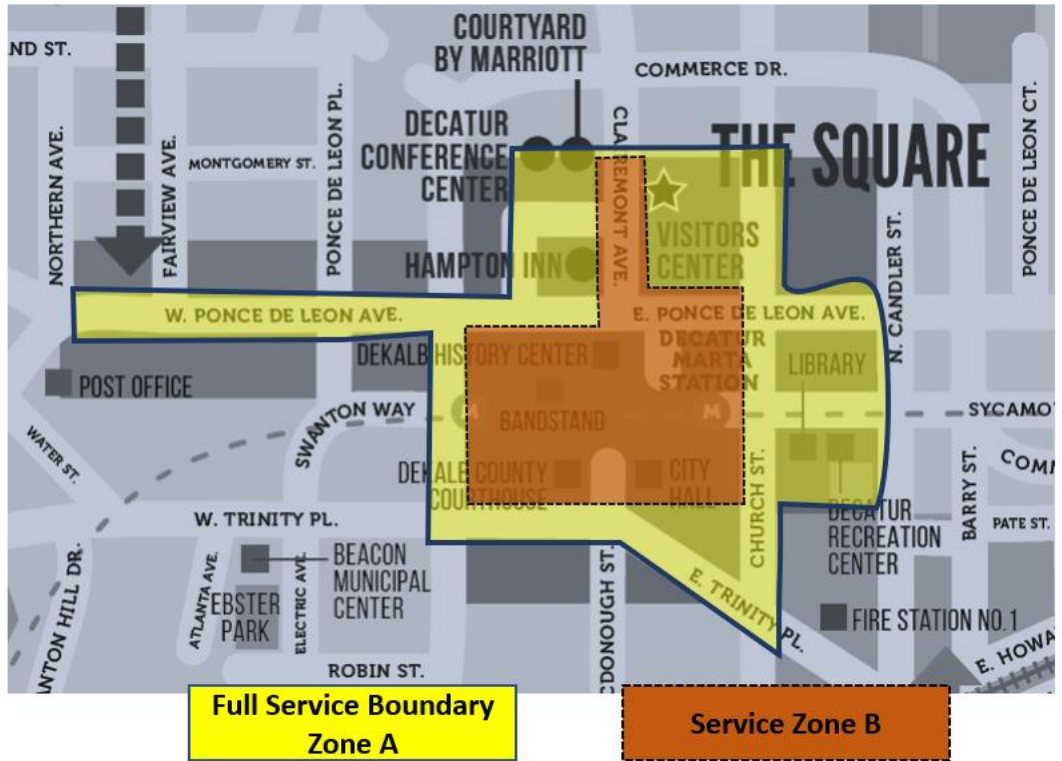 ND ST.
COURTYARD
BY MARRIOTT
COMMERCE DR.
DECATUR
CONFERENCE
CENTER
THE SQUARE
NORTHERN AVE.
FAIRVIEW AVE.
MONTGOMERY ST.
PONCE DE LEON PL.
CLAIREMONT AVE.
PONCE DE LEON CT.
VISITORS
CENTER
HAMPTON INN
N. CANDLER ST.
W. PONCE DE LEON AVE.
E. PONCE DE LEON AVE.
DEKALB HISTORY CENTER
DECATUR
MARTA
STATION
LIBRARY
POST OFFICE
SWANTON WAY
M
BANDSTAND
M
SYCAMO
WATER ST.
DEKALB COUNTY
COURTHOUSE
CITY
HALL
CHURCH ST.
BARRY ST.
COMM
W. TRINITY PL.
DECATUR
RECREATION
CENTER
PATE ST.
ANTON HILL DR.
ATLANTA AVE.
EBSTER
PARK
ELECTRIC AVE.
BEACON
MUNICIPAL
CENTER
CDONOUGH ST.
E. TRINITY PL.
FIRE STATION NO.1
E. HOWA
ROBIN ST.
Full Service Boundary
Zone A
Service Zone B